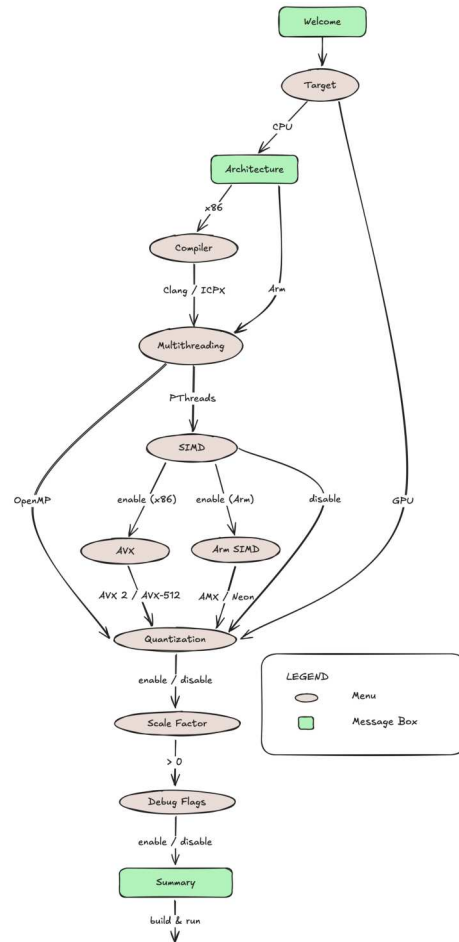 Welcome
Target
CPU
Architecture
x86
Compiler
Clang / ICPX
Arm
Multithreading
PThreads
SIMD
OpenMP
enable (x86)
enable (Arm)
disable
GPU
AVX
Arm SIMD
AVX 2 / AVX-512
AMX / Neon
Quantization
enable / disable
Scale Factor
> 0
Debug Flags
enable / disable
Summary
build & run
LEGEND
Menu
Message Box